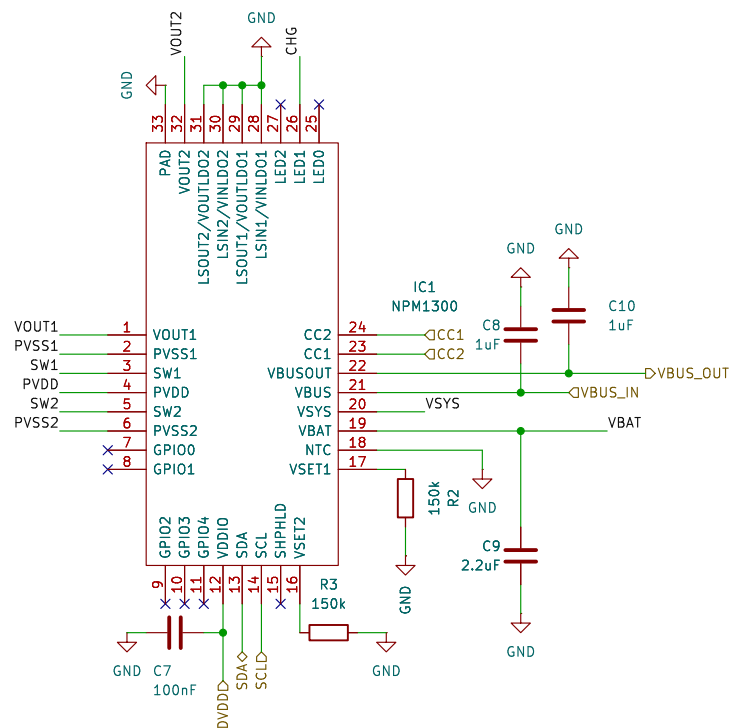 VOUT2
GND
CHG
GND
33
32
31
30
29
28
27
26
25
PAD
VOUT2
LSOUT2/VOUTLDO2
LSIN2/VINLDO2
LSOUT1/VOUTLDO1
LSIN1/VINLDO1
LED2
LED1
LED0
GND
GND
IC1
NPM1300
C8
1uF
C10
1uF
VOUT1
1
VOUT1
CC2
24
CC1
PVSS1
2
PVSS1
CC1
23
CC2
SW1
3
SW1
VBUSOUT
22
VBUS_OUT
PVDD
4
PVDD
VBUS
21
VBUS_IN
SW2
5
SW2
VSYS
20
VSYS
PVSS2
6
PVSS2
VBAT
19
VBAT
7
GPIO0
NTC
18
8
GPIO1
VSET1
17
150k
R2
GND
C9
2.2uF
GPIO2
GPIO3
GPIO4
VDDIO
SDA
SCL
SHPHLD
VSET2
9
10
11
12
13
14
15
16
R3
150k
GND
GND
GND
C7
100nF
DVDD
SDA
SCL
GND
GND